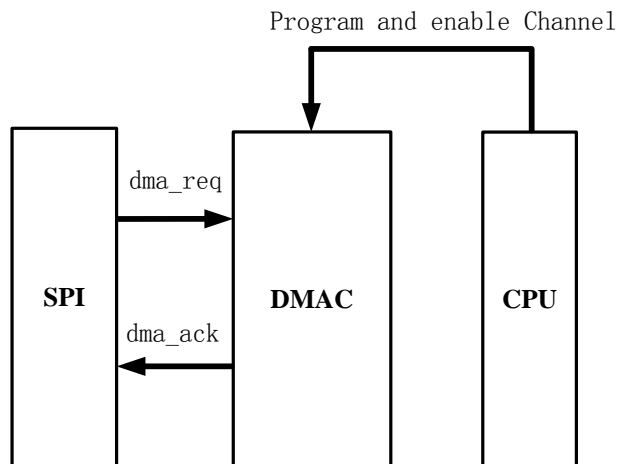 Program and enable Channel
dma_req
SPI
DMAC
CPU
dma_ack